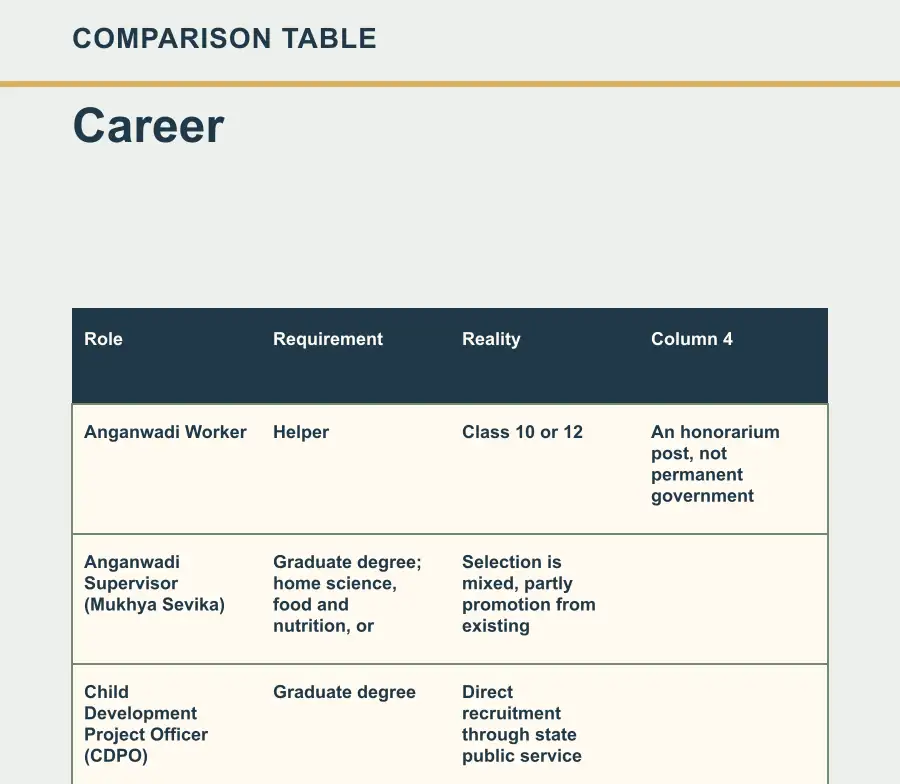 COMPARISON TABLE
Career
Role
Requirement
Reality
Column 4
Anganwadi Worker
Helper
Class 10 or 12
An honorarium
post, not
permanent
government
Anganwadi
Supervisor
(Mukhya Sevika)
Graduate degree;
home science,
food and
nutrition, or
Selection is
mixed, partly
promotion from
existing
Child
Development
Project Officer
(CDPO)
Graduate degree
Direct
recruitment
through state
public service